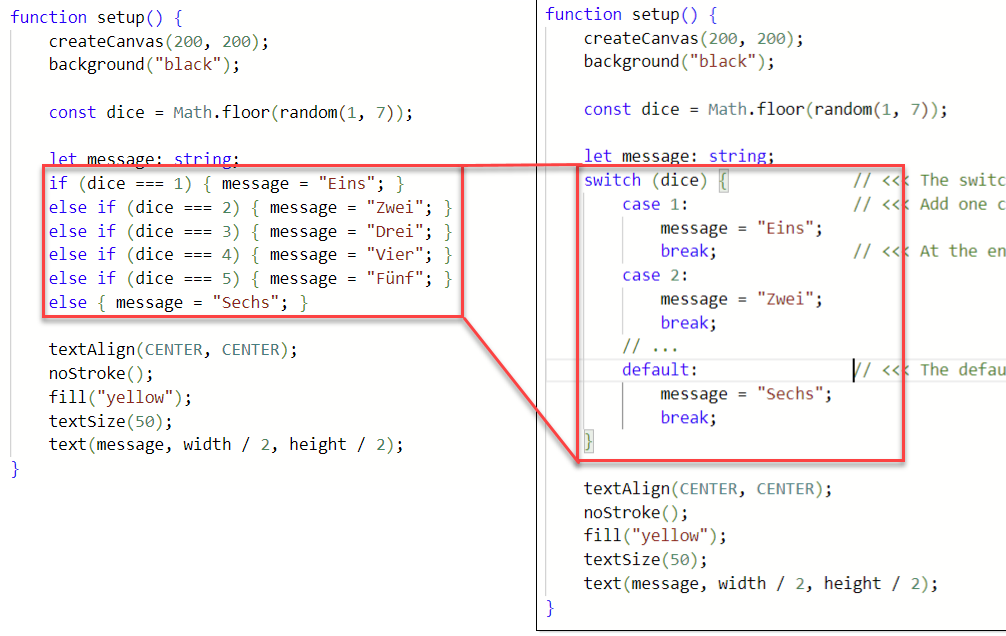 function setup() {
    createCanvas(200, 200);
    background("black");

    const dice = Math.floor(random(1, 7));

    let message: string;
    if (dice === 1) { message = "Eins"; }
    else if (dice === 2) { message = "Zwei"; }
    else if (dice === 3) { message = "Drei"; }
    else if (dice === 4) { message = "Vier"; }
    else if (dice === 5) { message = "Fünf"; }
    else { message = "Sechs"; }

    textAlign(CENTER, CENTER);
    noStroke();
    fill("yellow");
    textSize(50);
    text(message, width / 2, height / 2);
}
function setup() {
    createCanvas(200, 200);
    background("black");

    const dice = Math.floor(random(1, 7));

    let message: string;
    switch (dice) {             // <<< The
        case 1:                 // <<< Add one
            message = "Eins";
            break;              // <<< At the
        case 2:
            message = "Zwei";
            break;
        // ...
        default:                // <<< The
            message = "Sechs";
            break;
    }

    textAlign(CENTER, CENTER);
    noStroke();
    fill("yellow");
    textSize(50);
    text(message, width / 2, height / 2);
}